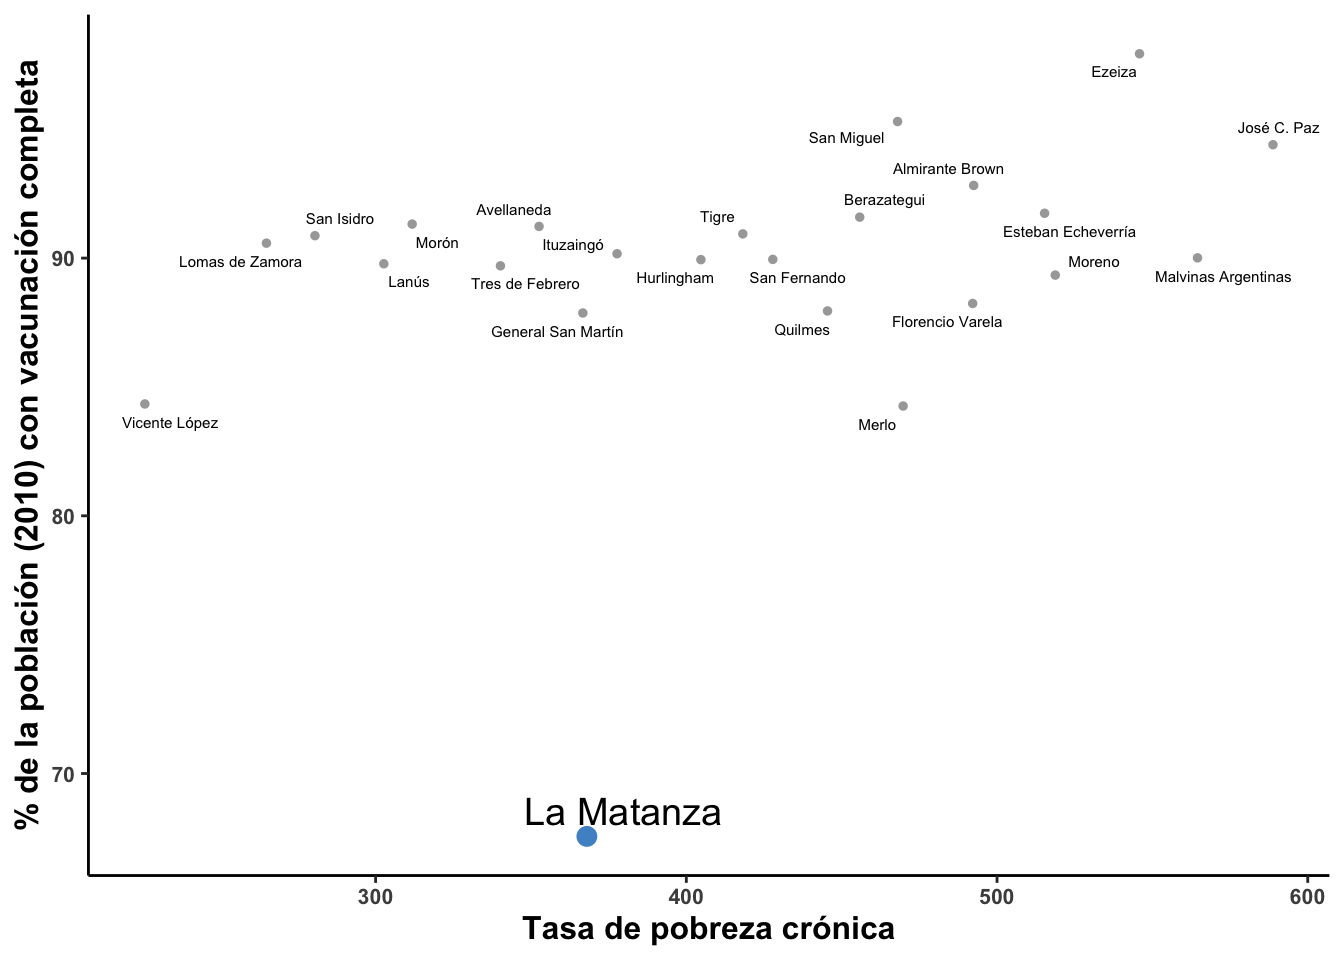 % de la población (2010) con vacunación completa
Ezeiza
José C. Paz
San Miguel
Almirante Brown
Berazategui
Avellaneda
Tigre
San Isidro
Esteban Echeverría
Morón
Ituzaingó
90
Lomas de Zamora
Moreno
Malvinas Argentinas
Hurlingham
San Fernando
Lanús
Tres de Febrero
Florencio Varela
Quilmes
General San Martín
Vicente López
Merlo
80
70
La Matanza
300
400
500
600
Tasa de pobreza crónica